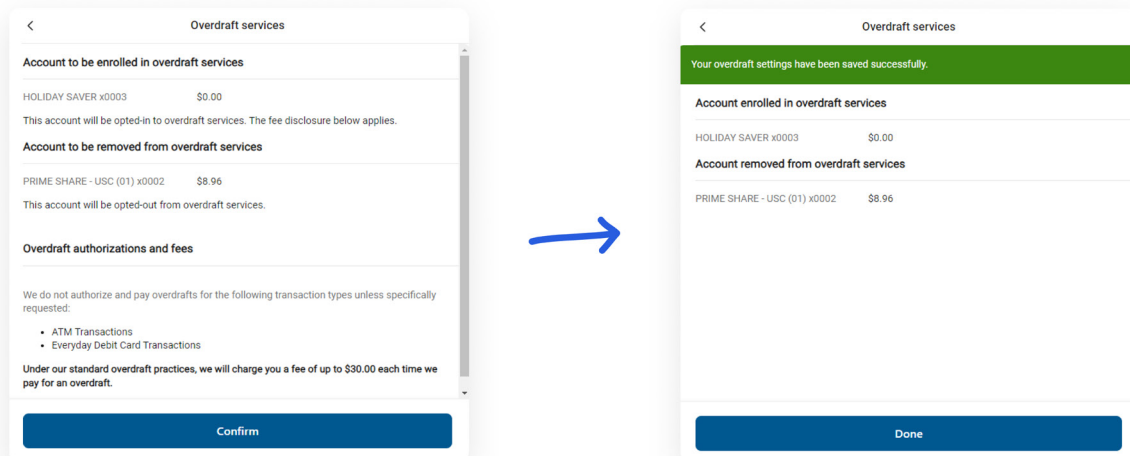 Overdraft services
Account to be enrolled in overdraft services
HOLIDAY SAVER x0003 $0.00
This account will be opted-in to overdraft services. The fee disclosure below applies.
Account to be removed from overdraft services
PRIME SHARE - USC (01) x0002 $8.96
This account will be opted-out from overdraft services.
Overdraft authorizations and fees
We do not authorize and pay overdrafts for the following transaction types unless specifically
requested:
• ATM Transactions
• Everyday Debit Card Transactions
Under our standard overdraft practices, we will charge you a fee of up to $30.00 each time we
pay for an overdraft.
Confirm
Overdraft services
Your overdraft settings have been saved successfully.
Account enrolled in overdraft services
HOLIDAY SAVER x0003 $0.00
Account removed from overdraft services
PRIME SHARE - USC (01) x0002 $8.96
Done